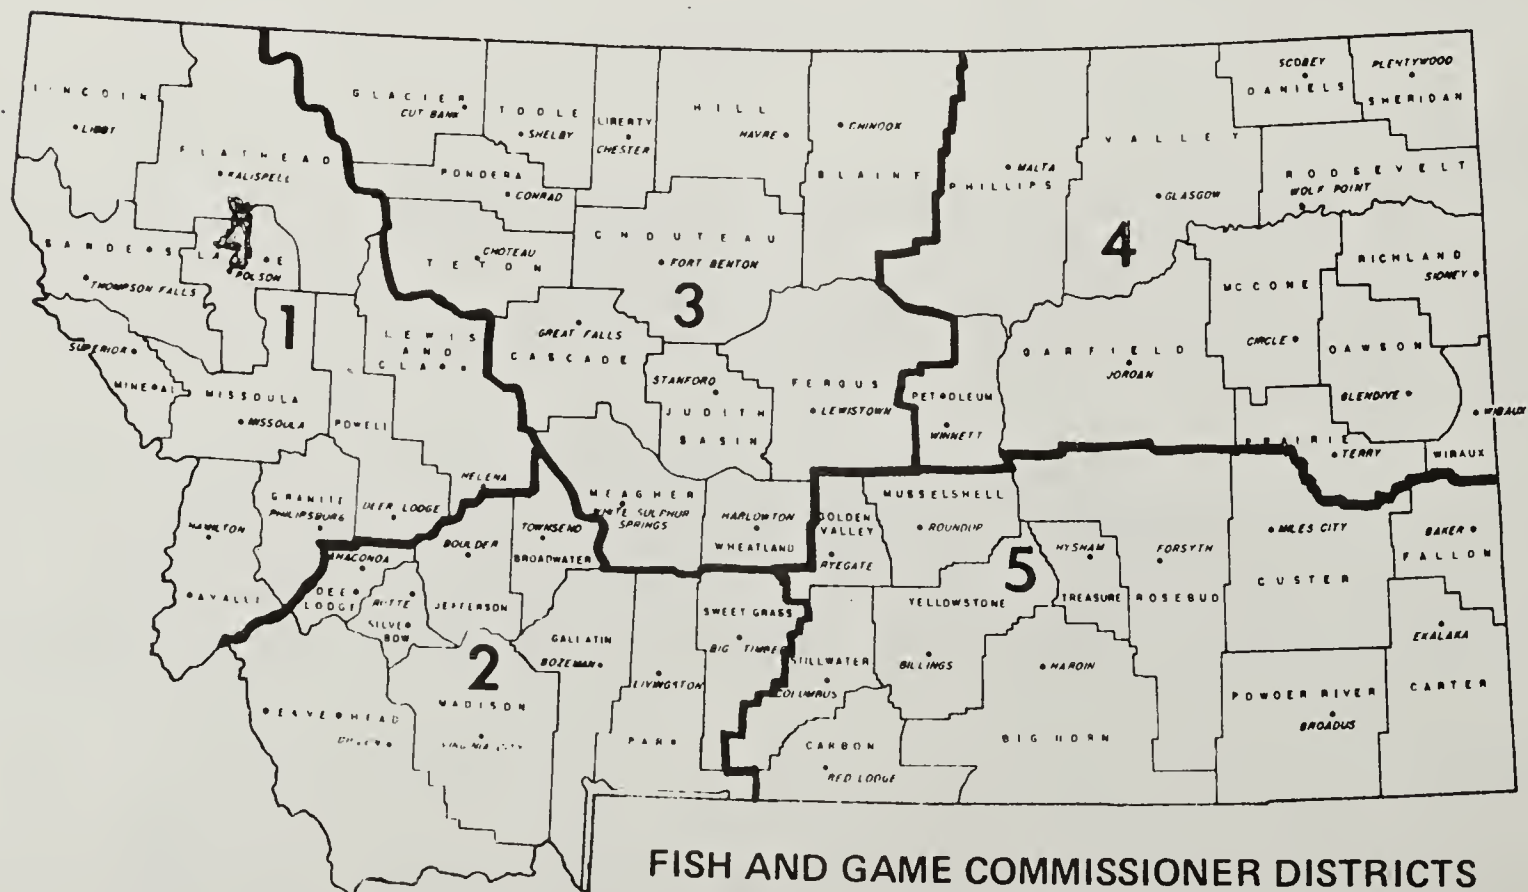 LINCOLN
LIBBY
FLATHEAD
KALISPELL
GLACIER
CUT BANK
TOOLE
SHELBY
LIBERTY
CHESTER
HILL
HAVRE
CHINOOK
BLAINE
MALTA
PHILLIPS
VALLEY
GLASGOW
SCOBEY
DANIELS
PLENTYWOOD
SHERIDAN
ROOSEVELT
WOLF POINT
PONDERA
CONRAD
SANDERS
POLSON
THOMPSON FALLS
TETON
CHOTEAU
CHOUTEAU
FORT BENTON
4
RICHLAND
SIDNEY
MCCONE
CIRCLE
1
3
LEWIS
AND
CLARK
GREAT FALLS
CASCADE
STANFORD
JUDITH
BASIN
FERGUS
LEWISTOWN
PETROLEUM
WINNETT
GARFIELD
JORDAN
DAWSON
GLENDIVE
WIBAUX
WIBAUX
PRAIRIE
TERRY
SUPERIOR
MINERAL
MISSOULA
MISSOULA
POWELL
HELENA
GRANITE
PHILIPSBURG
DEER LODGE
HAMILTON
RAVALLI
ANACONDA
DEER
LODGE
BUTTE
SILVER
BOW
BOULDER
JEFFERSON
TOWNSEND
BROADWATER
MEAGHER
WHITE SULPHUR
SPRINGS
HARLOWTON
WHEATLAND
GOLDEN
VALLEY
RYEGATE
MUSSELSHELL
ROUNDUP
5
HYSHAM
TREASURE
FORSYTH
ROSEBUD
MILES CITY
CUSTER
BAKER
FALLON
2
GALLATIN
BOZEMAN
LIVINGSTON
PARK
SWEET GRASS
BIG TIMBER
STILLWATER
COLUMBUS
YELLOWSTONE
BILLINGS
HARDIN
BIG HORN
EKALAKA
CARTER
POWDER RIVER
BROADUS
BEAVERHEAD
DILLON
MADISON
VIRGINIA CITY
CARBON
RED LODGE
FISH AND GAME COMMISSIONER DISTRICTS